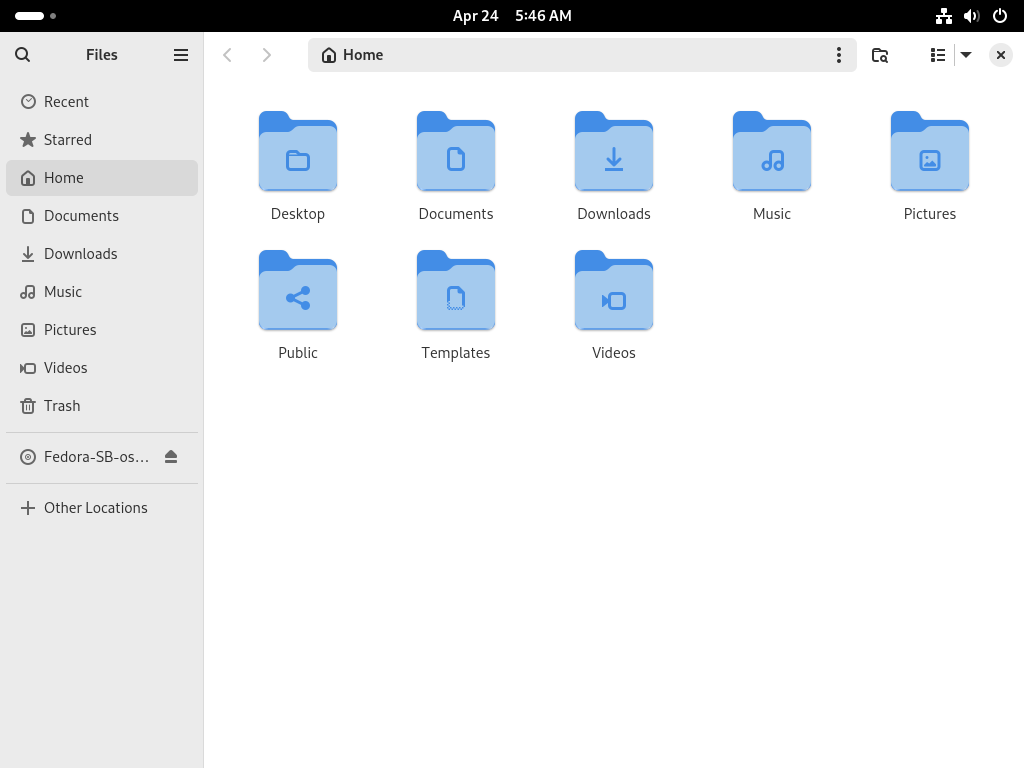 Apr 24 5:46 AM
Files
Home
Recent
Starred
Home
Documents
Downloads
Music
Pictures
Videos
Trash
Fedora-SB-os…
Other Locations
Desktop
Documents
Downloads
Music
Pictures
Public
Templates
Videos